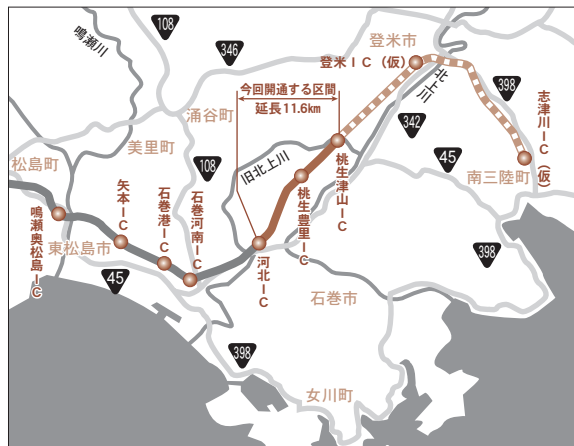 108
鳴瀬川
346
登米市
登米IC(仮)
北上川
398
志津川IC(仮)
今回開通する区間
延長11.6km
涌谷町
342
美里町
108
旧北上川
桃生津山IC
45
南三陸町
松島町
矢本IC
石巻港IC
石巻河南IC
桃生豊里IC
鳴瀬奥松島IC
東松島市
河北IC
45
石巻市
398
398
女川町